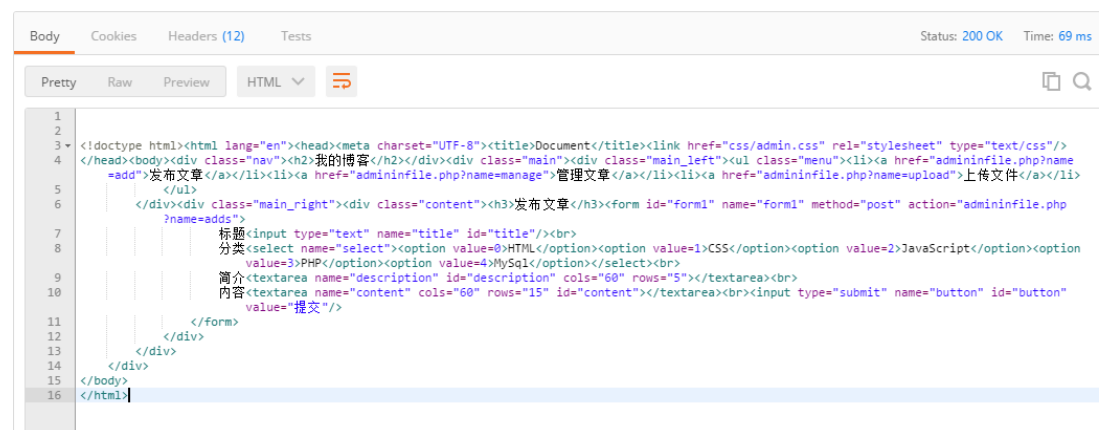 Body Cookies Headers (12) Tests Status: 200 OK Time: 69 ms
Pretty Raw Preview HTML
1
2
3 <!doctype html><html lang="en"><head><meta charset="UTF-8"><title>Document</title><link href="css/admin.css" rel="stylesheet" type="text/css"/>
4 </head><body><div class="nav"><h2>我的博客</h2></div><div class="main"><div class="main_left"><ul class="menu"><li><a href="admininfile.php?name
=add">发布文章</a></li><li><a href="admininfile.php?name=manage">管理文章</a></li><li><a href="admininfile.php?name=upload">上传文件</a></li>
5 </ul>
6 </div><div class="main_right"><div class="content"><h3>发布文章</h3><form id="form1" name="form1" method="post" action="admininfile.php
?name=adds">
7 标题<input type="text" name="title" id="title"/><br>
8 分类<select name="select"><option value=0>HTML</option><option value=1>CSS</option><option value=2>JavaScript</option><option
value=3>PHP</option><option value=4>MySql</option></select><br>
9 简介<textarea name="description" id="description" cols="60" rows="5"></textarea><br>
10 内容<textarea name="content" cols="60" rows="15" id="content"></textarea><br><input type="submit" name="button" id="button"
value="提交"/>
11 </form>
12 </div>
13 </div>
14 </div>
15 </body>
16 </html>